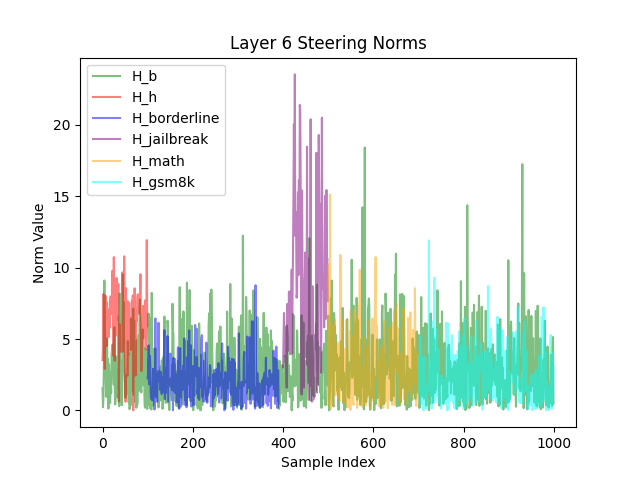 Layer 6 Steering Norms
H_b
H_h
H_borderline
H_jailbreak
H_math
H_gsm8k
Norm Value
20
15
10
5
0
0
200
400
600
800
1000
Sample Index